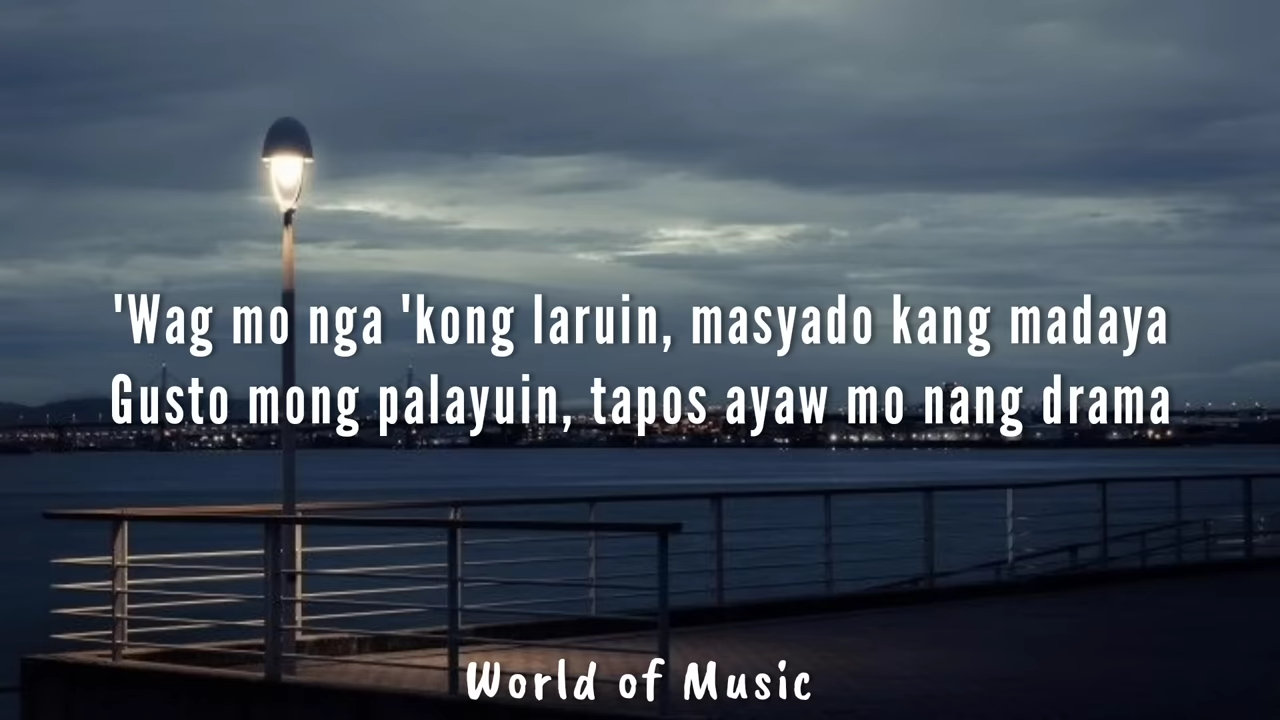 'Wag mo nga 'kong laruin, masyado kang madaya
Gusto mong palayuin, tapos ayaw mo nang drama
World of Music